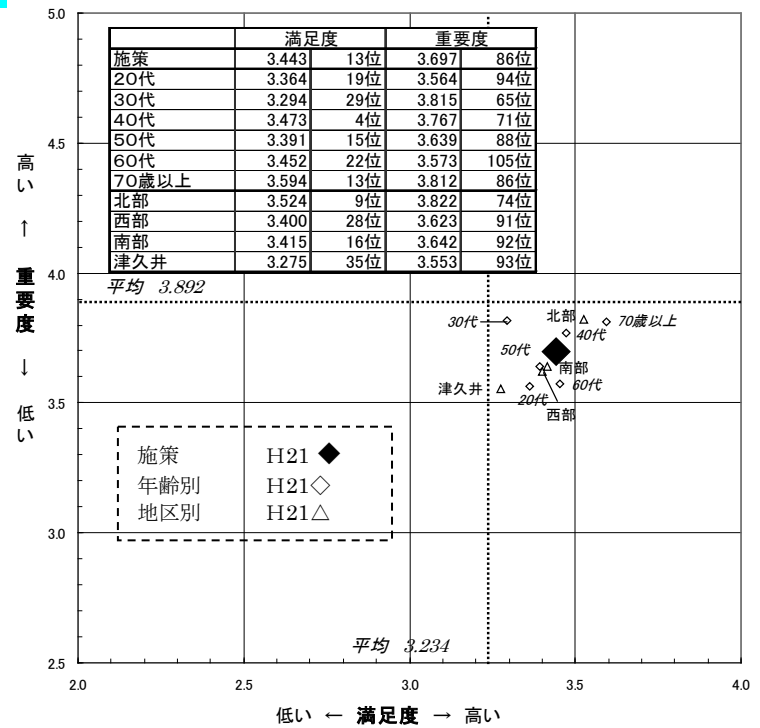 5.0
満足度 重要度
施策 3.443 13位 3.697 86位
20代 3.364 19位 3.564 94位
30代 3.294 29位 3.815 65位
40代 3.473 4位 3.767 71位
50代 3.391 15位 3.639 88位
60代 3.452 22位 3.573 105位
70歳以上 3.594 13位 3.812 86位
北部 3.524 9位 3.822 74位
西部 3.400 28位 3.623 91位
南部 3.415 16位 3.642 92位
津久井 3.275 35位 3.553 93位
4.5
高い ↑ 重要度 ↓ 低い
4.0
平均 3.892
30代
北部
70歳以上
40代
50代
南部
津久井
60代
20代
西部
3.5
施策 H21◆
年齢別 H21◇
地区別 H21△
3.0
平均 3.234
2.5
2.0 2.5 3.0 3.5 4.0
低い ← 満足度 → 高い